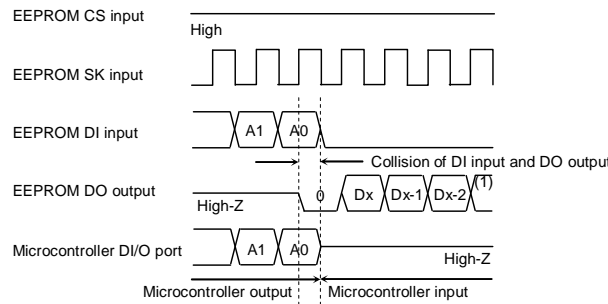 EEPROM CS input
High
EEPROM SK input
EEPROM DI input
A1 A0
Collision of DI input and DO output
EEPROM DO output
High-Z
0 Dx Dx-1 Dx-2 (1)
Microcontroller DI/O port
A1 A0
High-Z
Microcontroller output Microcontroller input